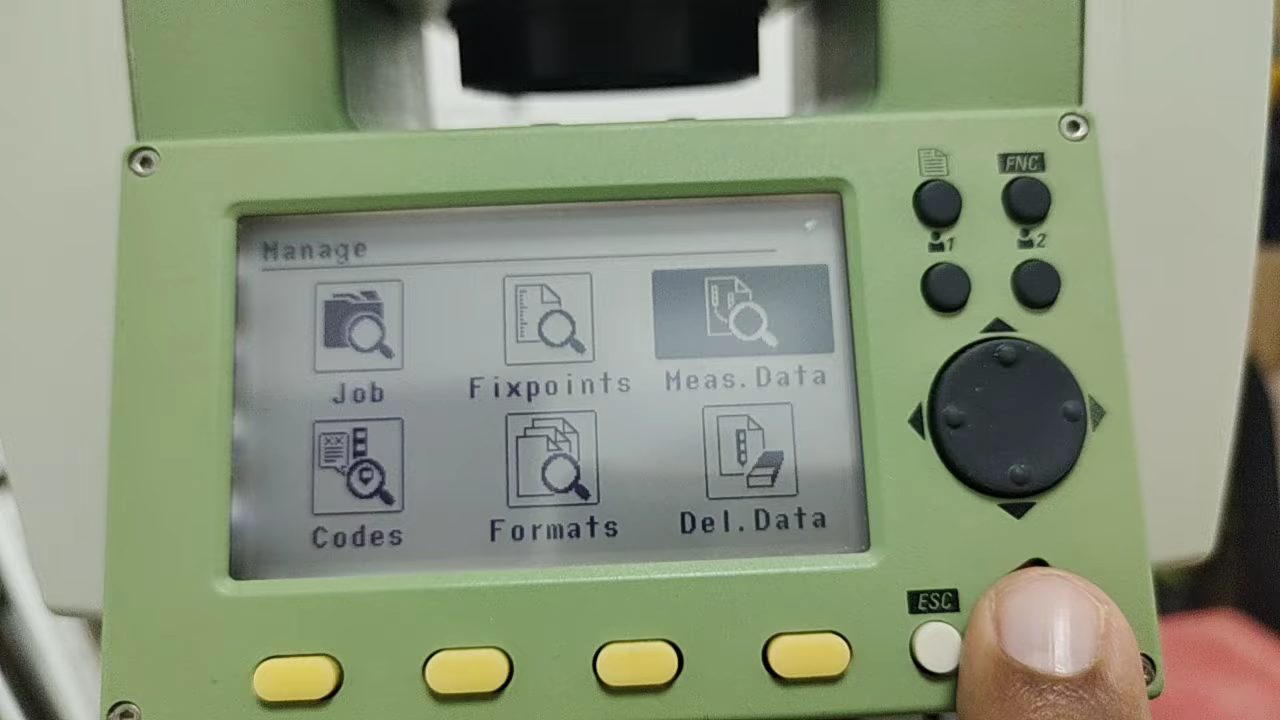 Manage
Job Fixpoints Meas.Data
Codes Formats Del.Data
FNC
1 2
ESC